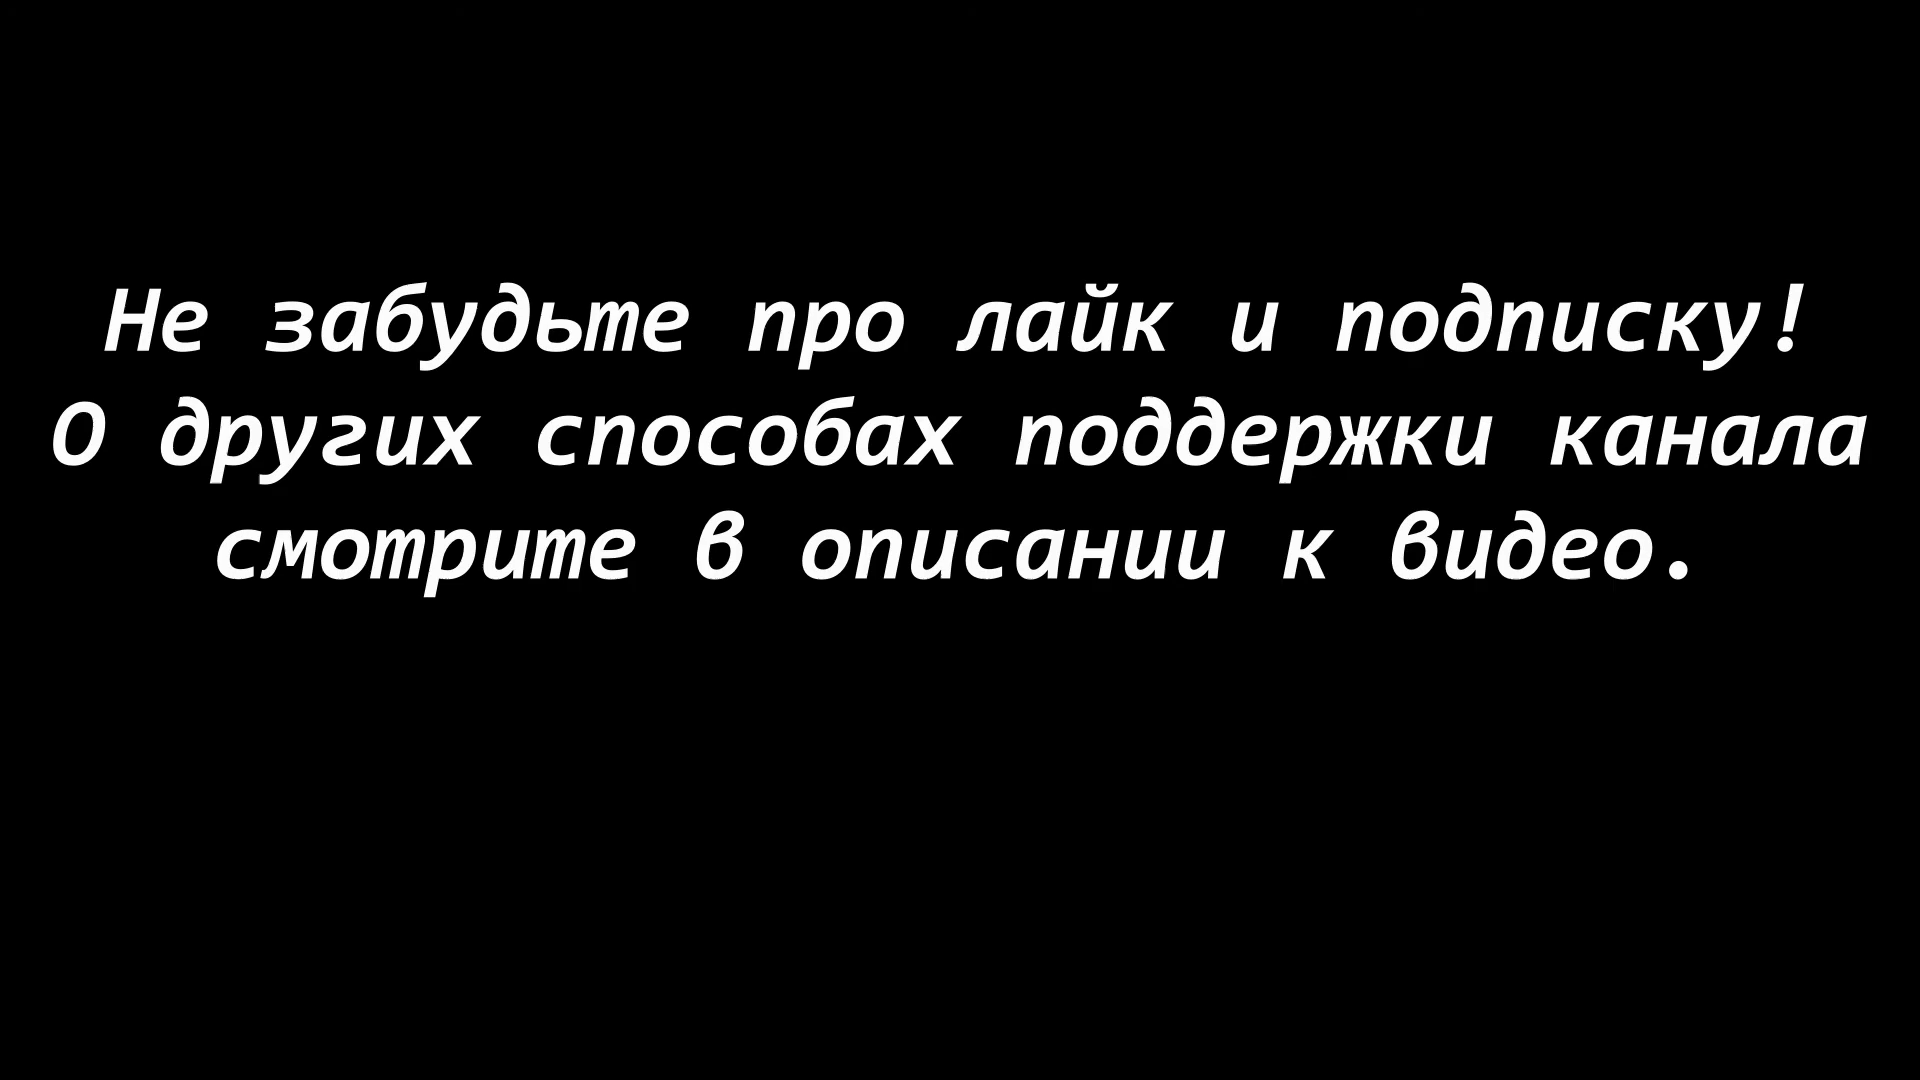 Не забудьте про лайк и подписку!
О других способах поддержки канала
смотрите в описании к видео.